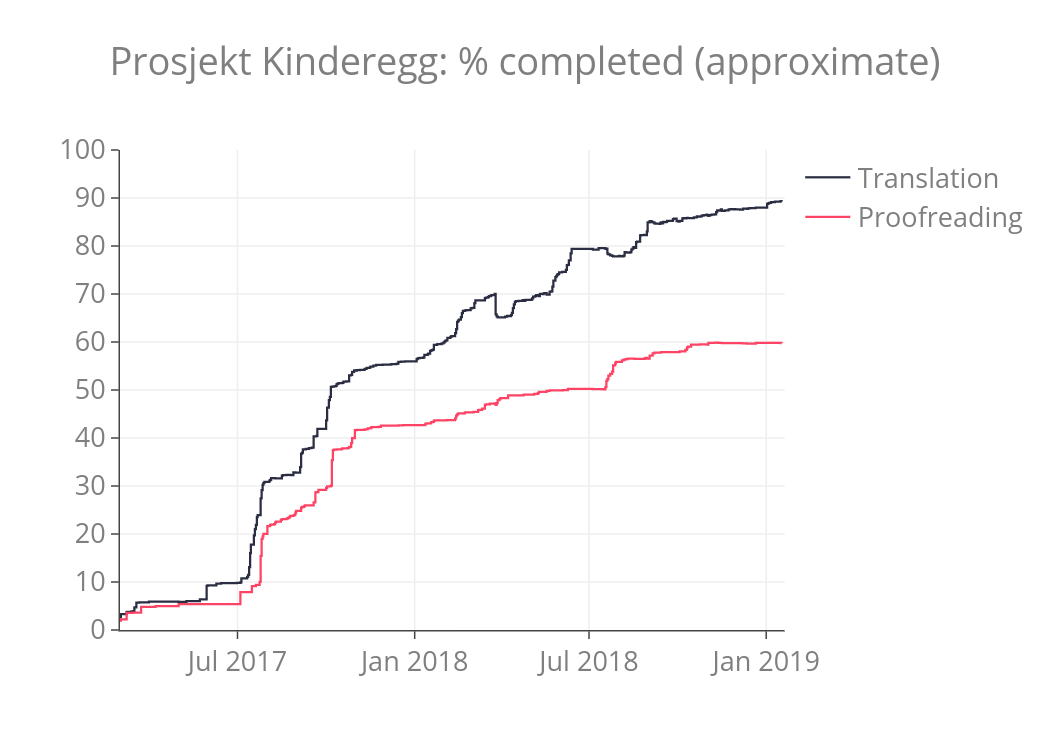 Prosjekt Kinderegg: % completed (approximate)
100
90
80
70
60
50
40
30
20
10
0
Jul 2017
Jan 2018
Jul 2018
Jan 2019
Translation
Proofreading